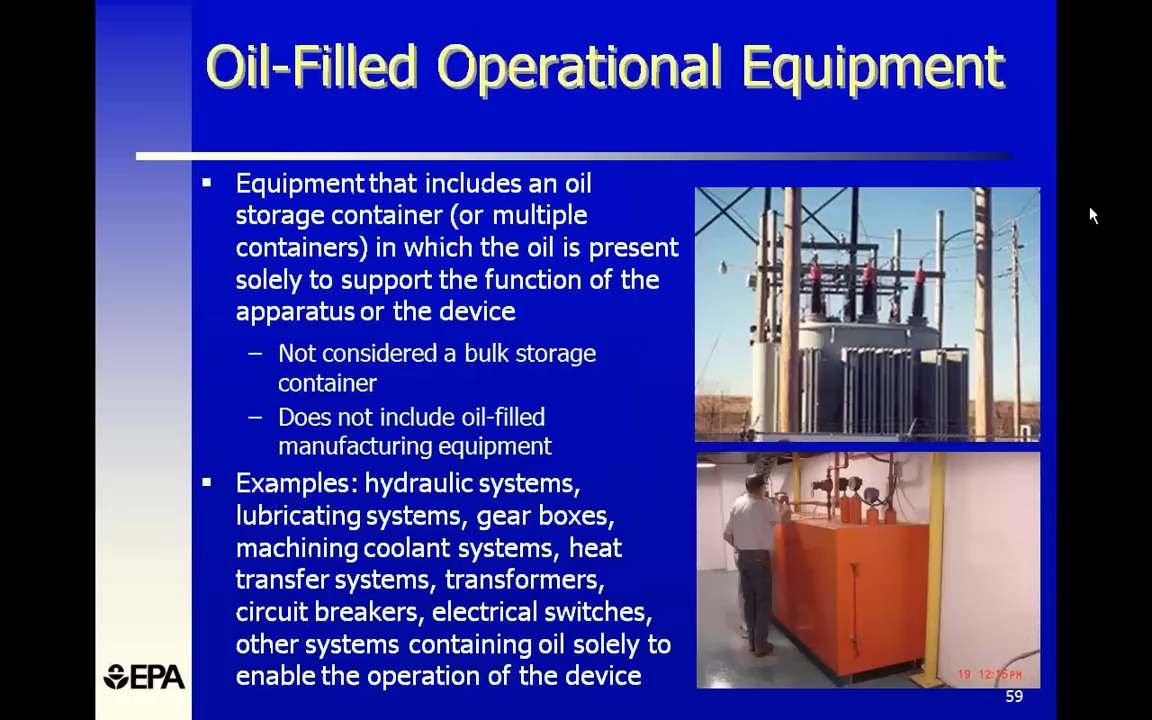 Oil-Filled Operational Equipment
▪ Equipment that includes an oil
storage container (or multiple
containers) in which the oil is present
solely to support the function of the
apparatus or the device
– Not considered a bulk storage
container
– Does not include oil-filled
manufacturing equipment
▪ Examples: hydraulic systems,
lubricating systems, gear boxes,
machining coolant systems, heat
transfer systems, transformers,
circuit breakers, electrical switches,
other systems containing oil solely to
enable the operation of the device
19 12:15PM
EPA
59